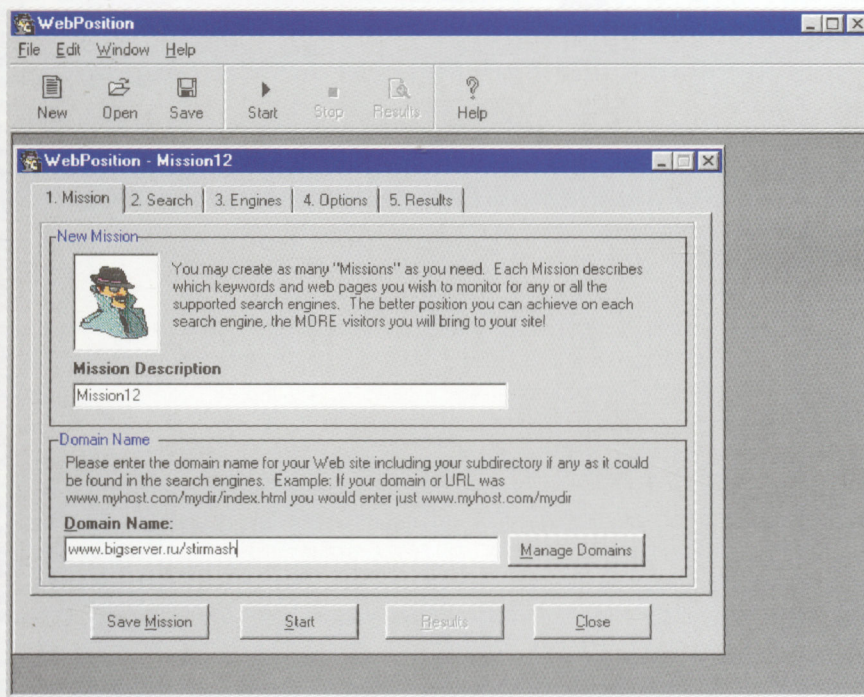 WebPosition
File Edit Window Help
New Open Save Start Stop Results Help
WebPosition - Mission12
1. Mission 2. Search 3. Engines 4. Options 5. Results
New Mission
You may create as many "Missions" as you need. Each Mission describes
which keywords and web pages you wish to monitor for any or all the
supported search engines. The better position you can achieve on each
search engine, the MORE visitors you will bring to your site!
Mission Description
Mission12
Domain Name
Please enter the domain name for your Web site including your subdirectory if any as it could
be found in the search engines. Example: If your domain or URL was
www.myhost.com/mydir/index.html you would enter just www.myhost.com/mydir
Domain Name:
www.bigserver.ru/stirmash
Manage Domains
Save Mission Start Results Close